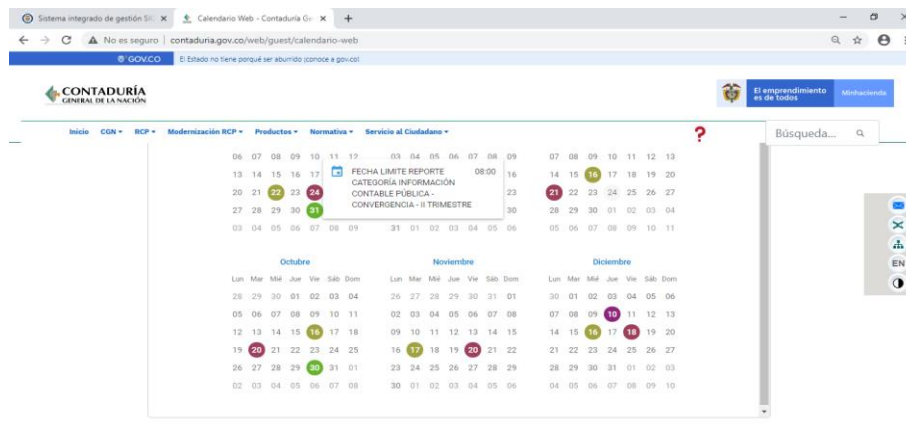 Sistema integrado de gestión SIC
Calendario Web - Contaduría Ge
No es seguro | contaduria.gov.co/web/guest/calendario-web
GOV.CO El Estado no tiene porqué ser aburrido ¡conoce a gov.co!
CONTADURÍA
GENERAL DE LA NACIÓN
El emprendimiento
es de todos
Minhacienda
Inicio CGN RCP Modernización RCP Productos Normativa Servicio al Ciudadano ? Búsqueda...
06 07 08 09 10 11 12 03 04 05 06 07 08 09 07 08 09 10 11 12 13
13 14 15 16 17 FECHA LIMITE REPORTE 08:00 16 14 15 16 17 18 19 20
CATEGORÍA INFORMACIÓN
20 21 22 23 24 CONTABLE PÚBLICA - 23 21 22 23 24 25 26 27
CONVERGENCIA - II TRIMESTRE
27 28 29 30 31 30 28 29 30 01 02 03 04
03 04 05 06 07 08 09 31 01 02 03 04 05 06 05 06 07 08 09 10 11
EN
Octubre Noviembre Diciembre
Lun Mar Mié Jue Vie Sáb Dom Lun Mar Mié Jue Vie Sáb Dom Lun Mar Mié Jue Vie Sáb Dom
28 29 30 01 02 03 04 26 27 28 29 30 31 01 30 01 02 03 04 05 06
05 06 07 08 09 10 11 02 03 04 05 06 07 08 07 08 09 10 11 12 13
12 13 14 15 16 17 18 09 10 11 12 13 14 15 14 15 16 17 18 19 20
19 20 21 22 23 24 25 16 17 18 19 20 21 22 21 22 23 24 25 26 27
26 27 28 29 30 31 01 23 24 25 26 27 28 29 28 29 30 31 01 02 03
02 03 04 05 06 07 08 30 01 02 03 04 05 06 04 05 06 07 08 09 10